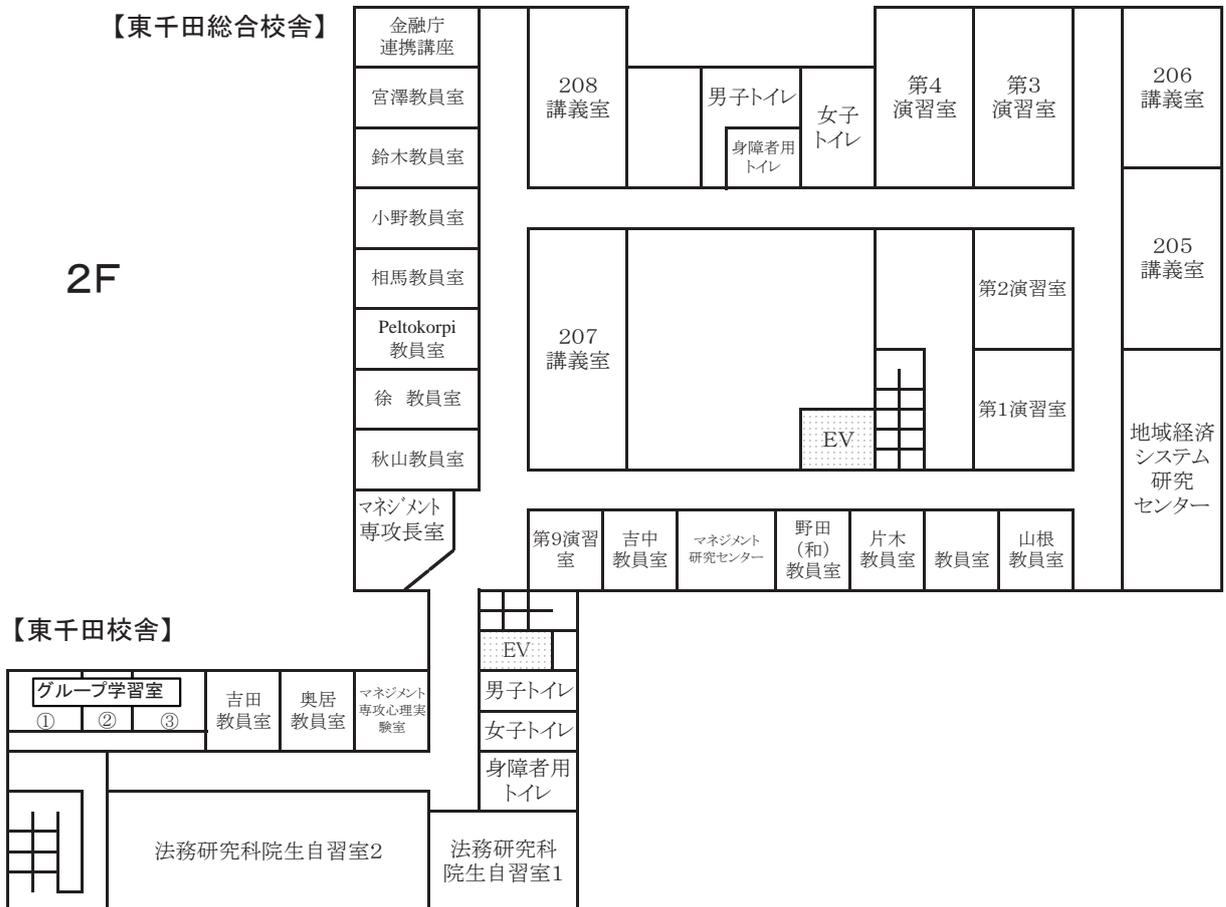 【東千田総合校舎】
金融庁
連携講座
宮澤教員室
鈴木教員室
小野教員室
相馬教員室
Peltokorpi
教員室
徐 教員室
秋山教員室
マネジメント
専攻長室
208
講義室
男子トイレ
身障者用
トイレ
女子
トイレ
第4
演習室
第3
演習室
206
講義室
205
講義室
2F
207
講義室
EV
第2演習室
第1演習室
地域経済
システム
研究
センター
第9演習
室
吉中
教員室
マネジメント
研究センター
野田
(和)
教員室
片木
教員室
教員室
山根
教員室
【東千田校舎】
グループ学習室
①
②
③
吉田
教員室
奥居
教員室
マネジメント
専攻心理実
験室
EV
男子トイレ
女子トイレ
身障者用
トイレ
法務研究科院生自習室2
法務研究科
院生自習室1